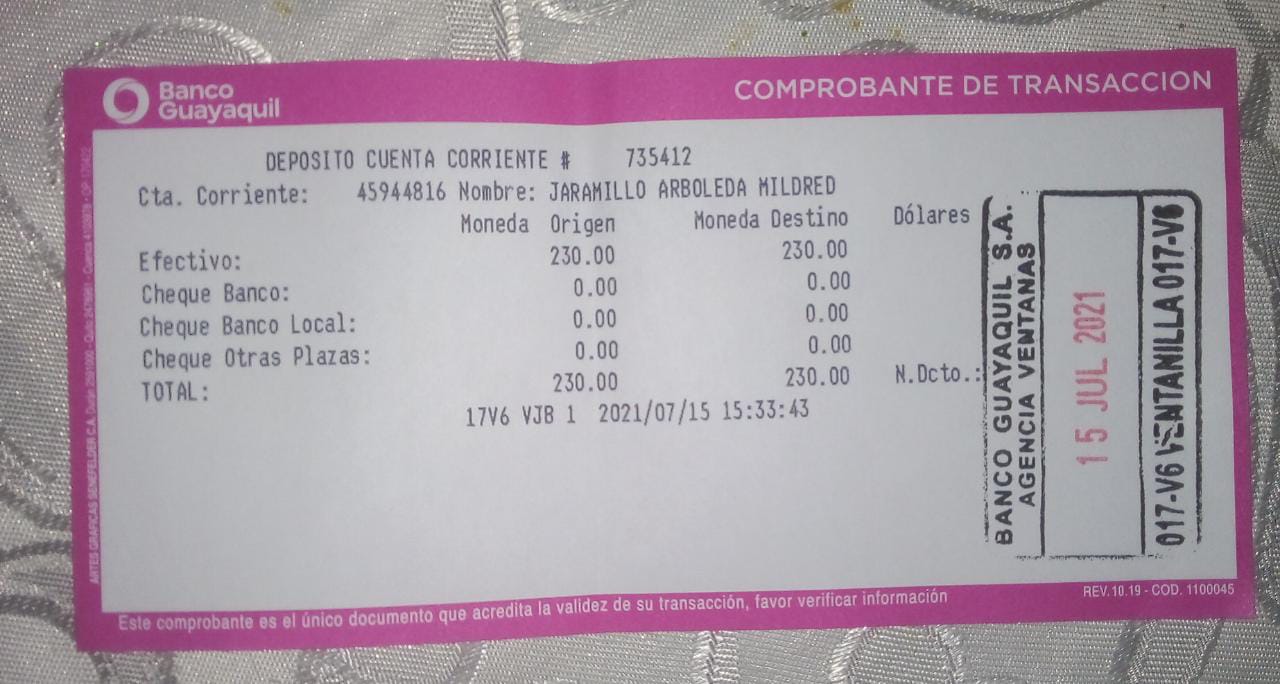 Banco
Guayaquil
COMPROBANTE DE TRANSACCION
DEPOSITO CUENTA CORRIENTE # 735412
Cta. Corriente: 45944816 Nombre: JARAMILLO ARBOLEDA MILDRED
Moneda Origen Moneda Destino Dólares
Efectivo: 230.00 230.00
Cheque Banco: 0.00 0.00
Cheque Banco Local: 0.00 0.00
Cheque Otras Plazas: 0.00 0.00
TOTAL: 230.00 230.00 N.Dcto.:
17V6 VJB 1 2021/07/15 15:33:43
BANCO GUAYAQUIL S.A.
AGENCIA VENTANAS
15 JUL 2021
017-V6 VENTANILLA 017-V6
ARTES GRAFICAS SENEFELDER C.A.
Este comprobante es el único documento que acredita la validez de su transacción, favor verificar información
REV. 10.19 - COD. 1100045